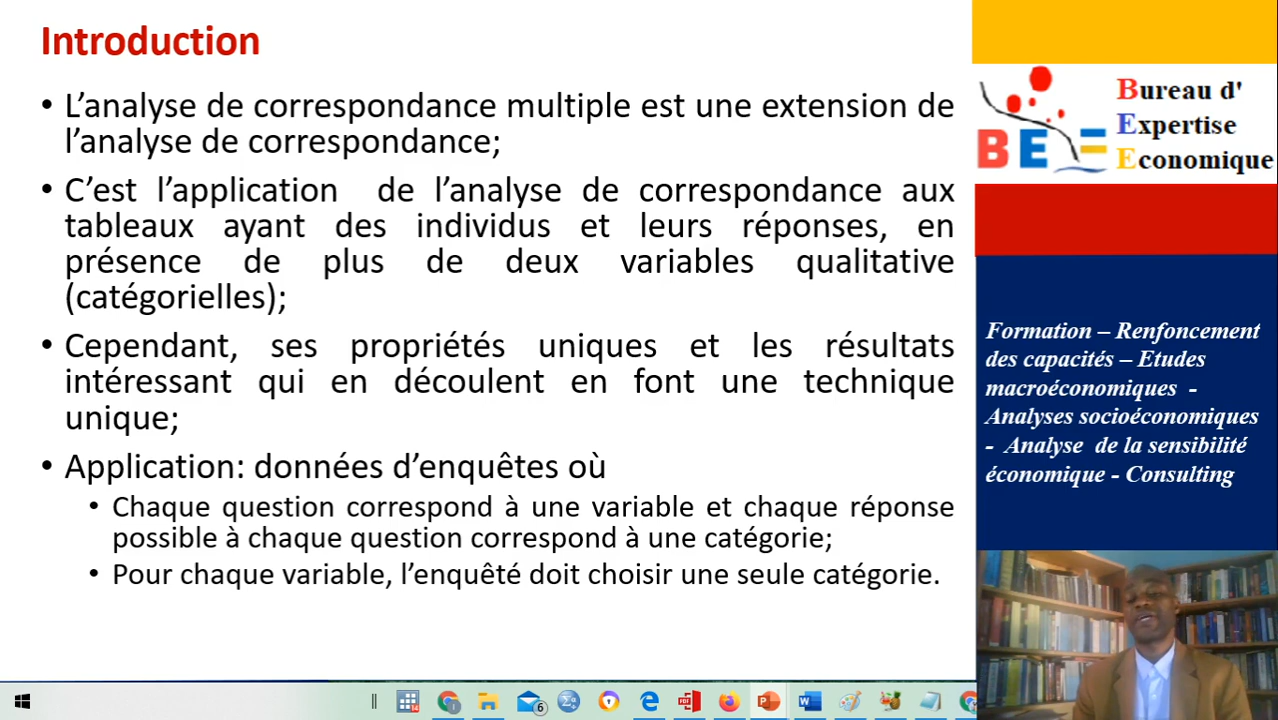 Introduction
• L’analyse de correspondance multiple est une extension de
l’analyse de correspondance;
• C’est l’application de l’analyse de correspondance aux
tableaux ayant des individus et leurs réponses, en
présence de plus de deux variables qualitative
(catégorielles);
• Cependant, ses propriétés uniques et les résultats
intéressant qui en découlent en font une technique
unique;
• Application: données d’enquêtes où
• Chaque question correspond à une variable et chaque réponse
possible à chaque question correspond à une catégorie;
• Pour chaque variable, l’enquêté doit choisir une seule catégorie.
BEE
Bureau d'
Expertise
Economique
Formation – Renfoncement
des capacités – Etudes
macroéconomiques -
Analyses socioéconomiques
- Analyse de la sensibilité
économique - Consulting